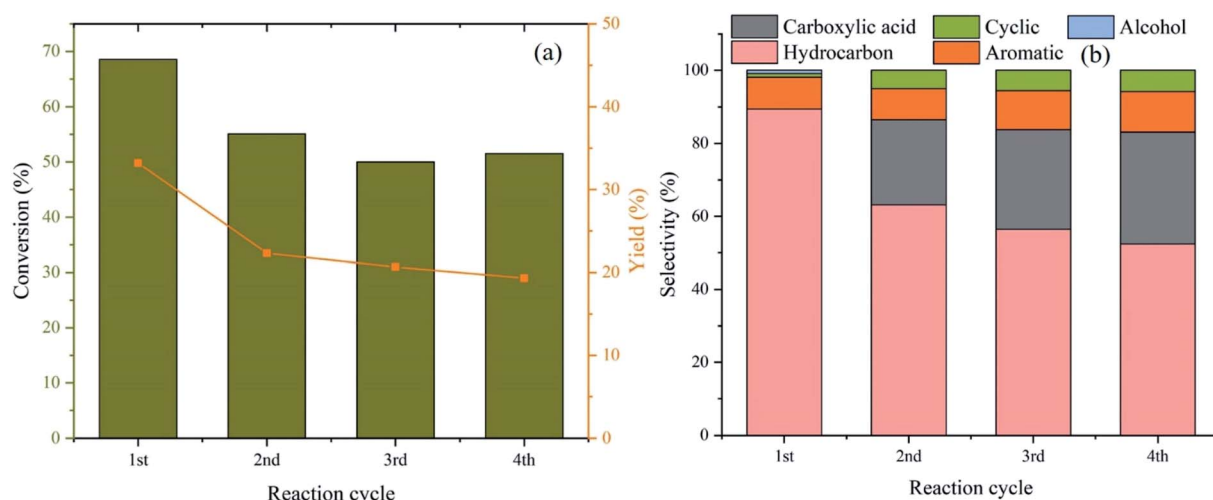 (a)
Conversion (%)
70
60
50
40
30
20
10
0
50
40
30
20
10
0
Yield (%)
1st 2nd 3rd 4th
Reaction cycle
Carboxylic acid Cyclic Alcohol
Hydrocarbon Aromatic
(b)
Selectivity (%)
100
80
60
40
20
0
1st 2nd 3rd 4th
Reaction cycle